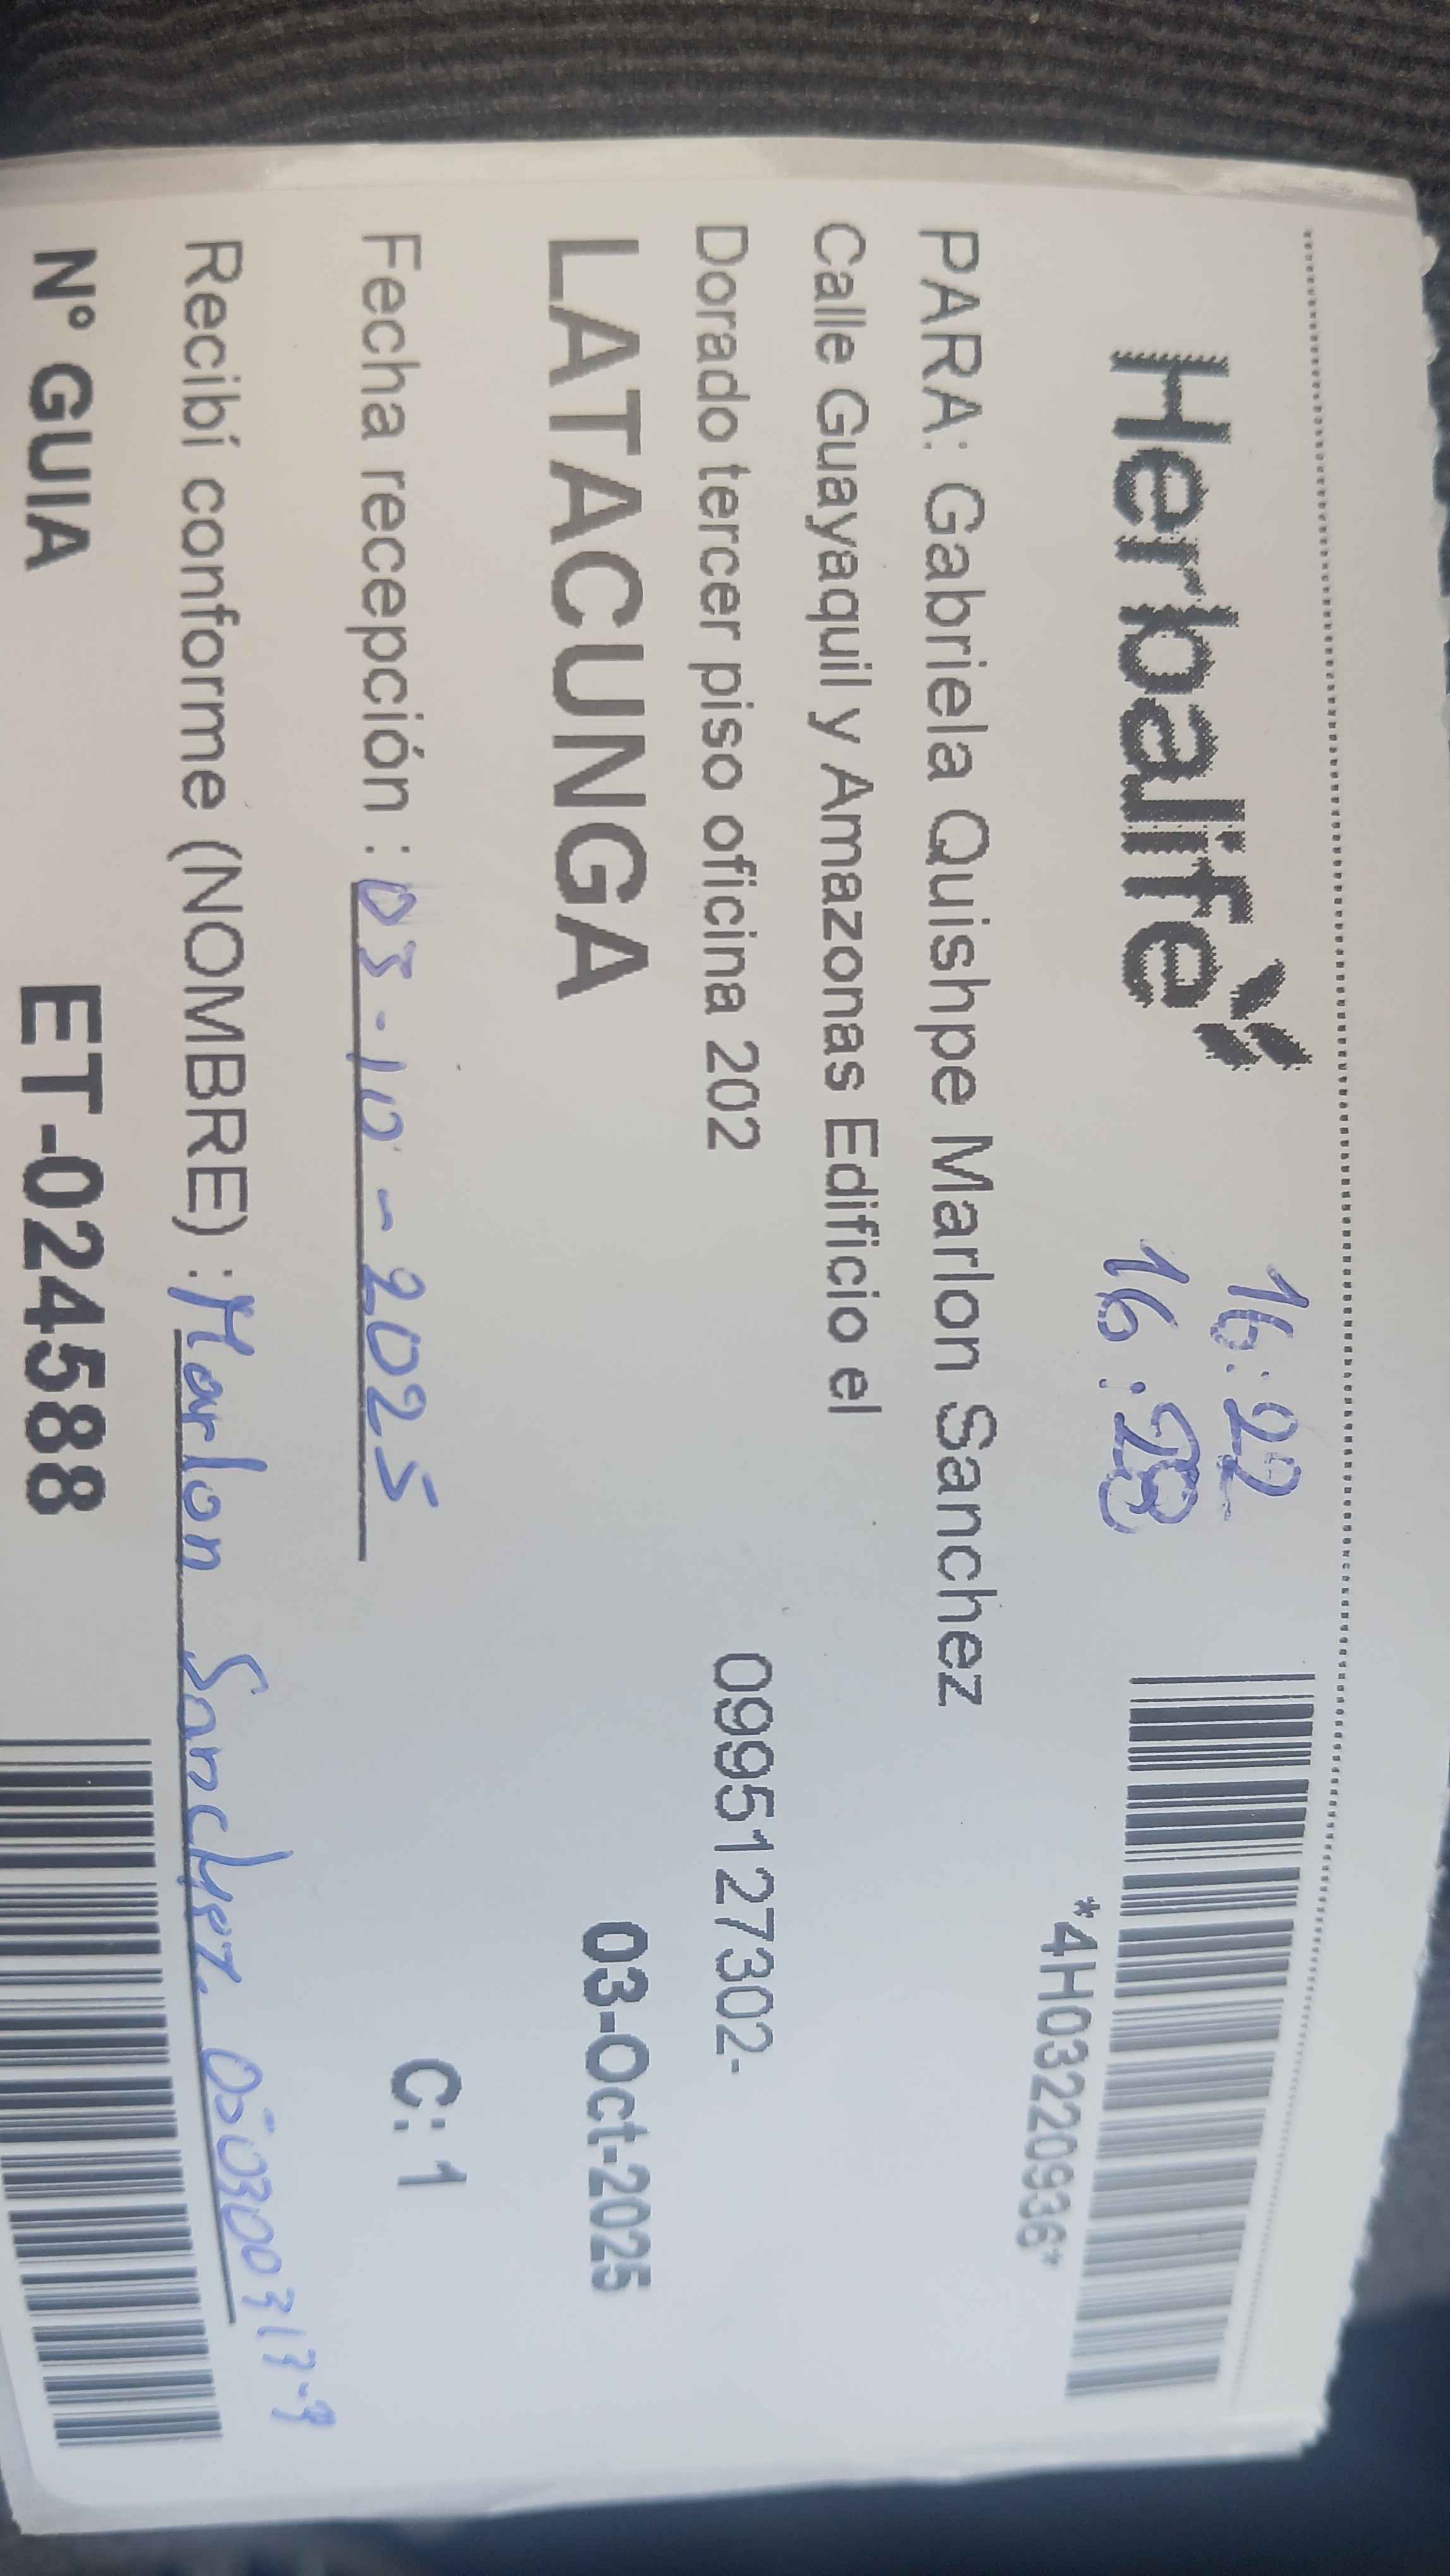 Herbalife
16:22
16:28
*4H03220936*
PARA: Gabriela Quishpe Marlon Sanchez
Calle Guayaquil y Amazonas Edificio el
Dorado tercer piso oficina 202
0995127302-
LATACUNGA
03-Oct-2025
Fecha recepción : 03-10-2025
C: 1
Recibí conforme (NOMBRE) : Marlon Sanchez
N° GUIA
ET-024588